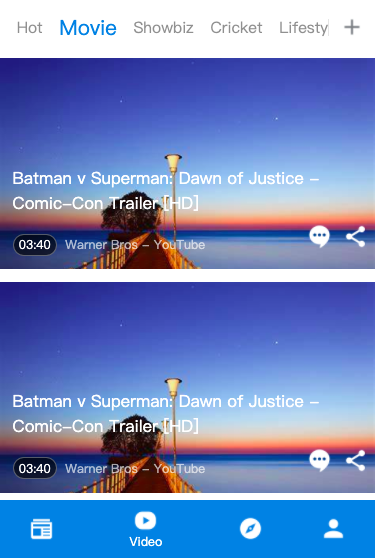 Hot Movie Showbiz Cricket Lifesty
Batman v Superman: Dawn of Justice –
Comic-Con Trailer [HD]
03:40 Warner Bros - YouTube
Batman v Superman: Dawn of Justice –
Comic-Con Trailer [HD]
03:40 Warner Bros - YouTube
Video